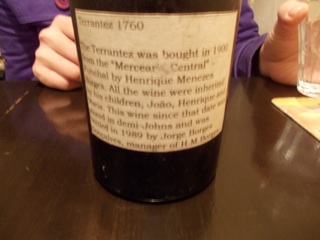 Terrantez 1760
The Terrantez was bought in 1900
from the "Mercearia Central"
Funchal by Henrique Menezes
Borges. All the wine were inherited
by his children, João, Henrique and
This wine since that date was
in demi-Johns and was
in 1989 by Jorge Borges
Gonçalves, manager of H M Borges